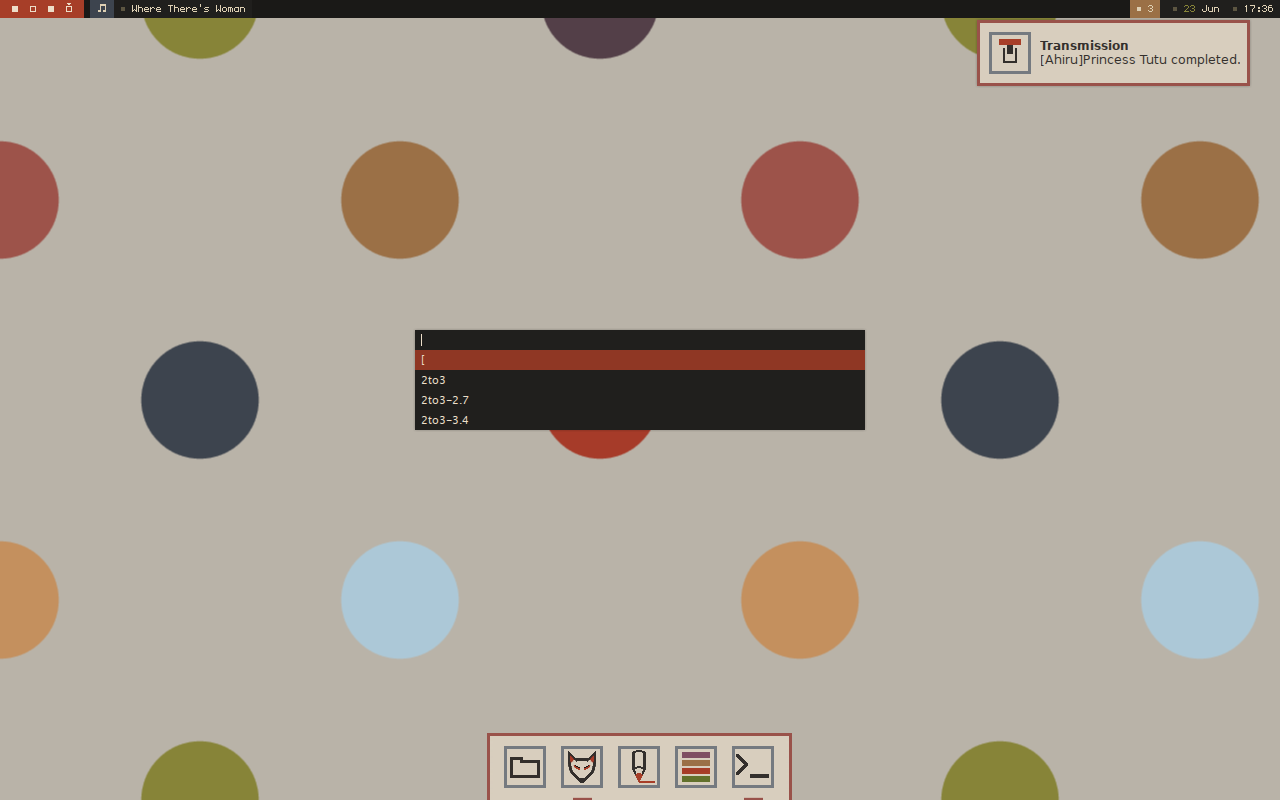 Where There's Woman
3
23 Jun
17:36
Transmission
[Ahiru]Princess Tutu completed.
[
2to3
2to3-2.7
2to3-3.4